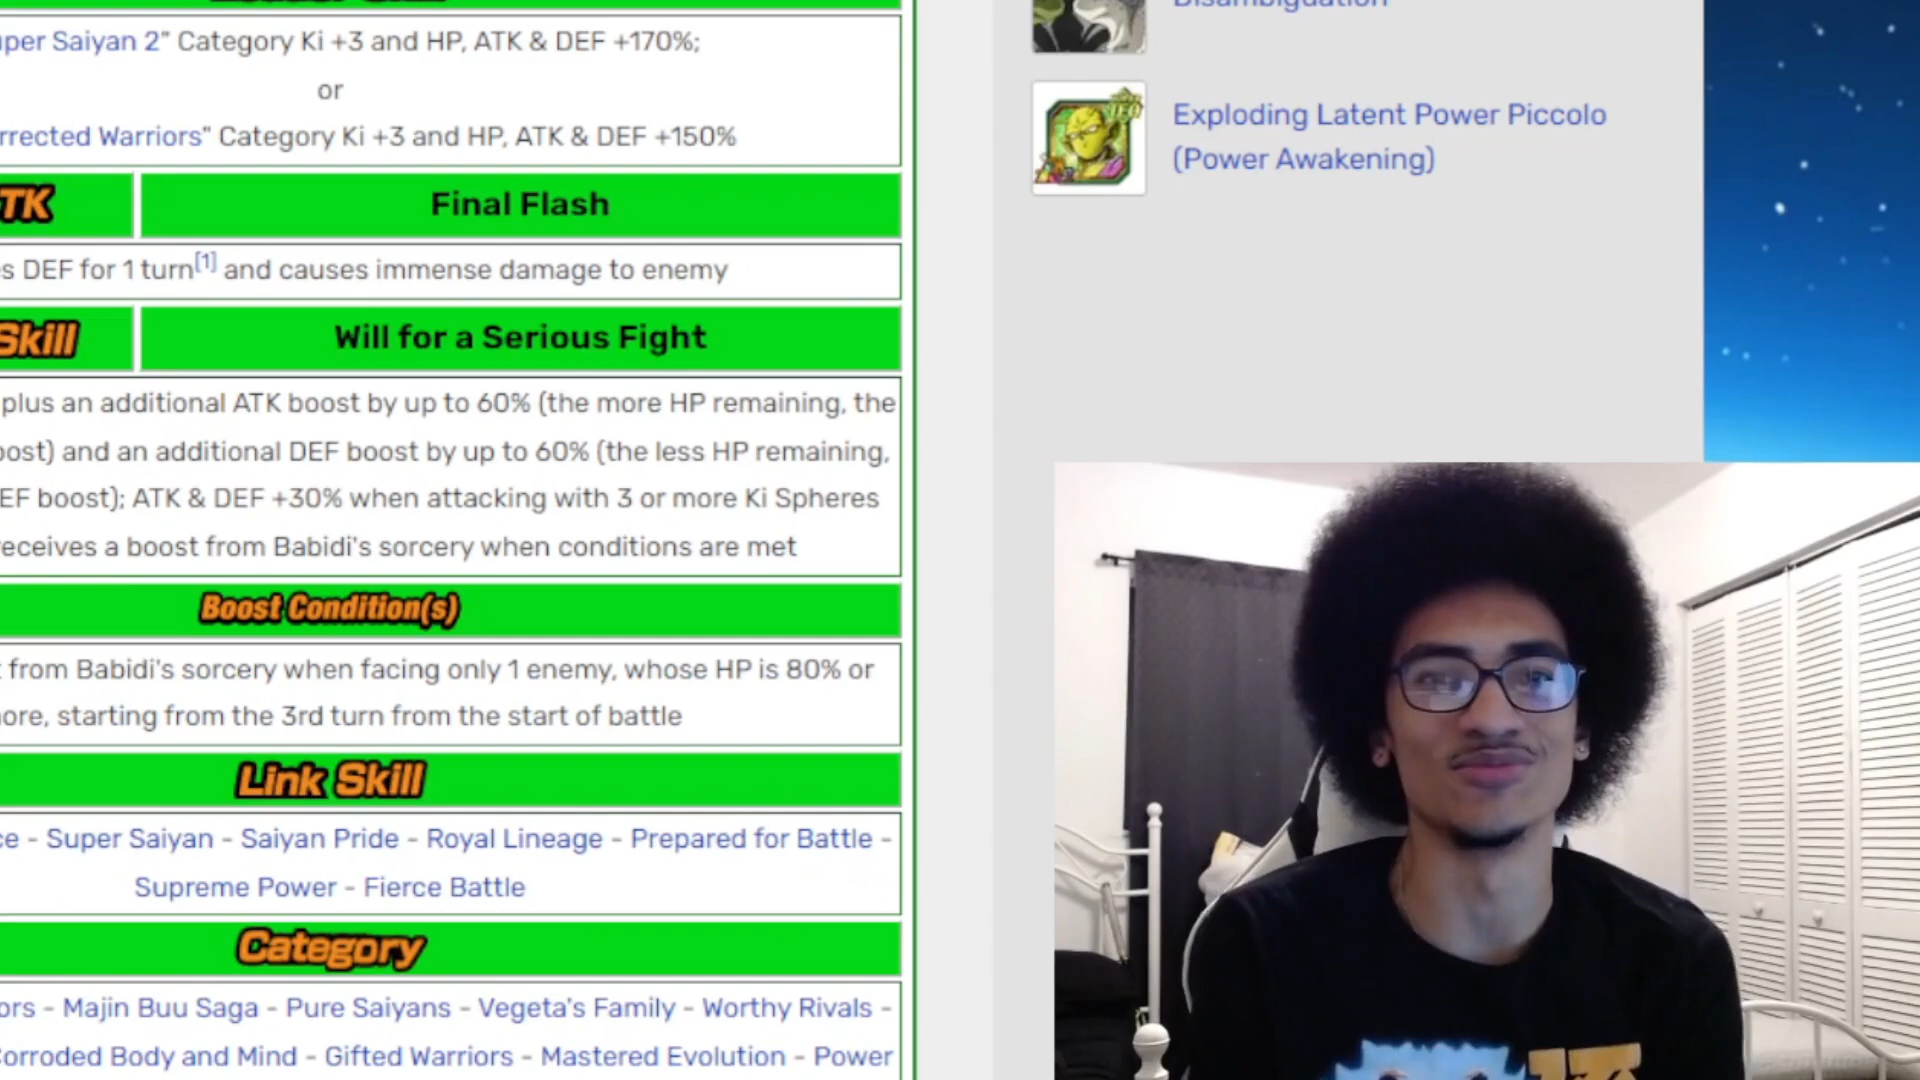 uper Saiyan 2" Category Ki +3 and HP, ATK & DEF +170%;
or
rrected Warriors" Category Ki +3 and HP, ATK & DEF +150%
TK
Final Flash
s DEF for 1 turn[1] and causes immense damage to enemy
Skill
Will for a Serious Fight
plus an additional ATK boost by up to 60% (the more HP remaining, the
oost) and an additional DEF boost by up to 60% (the less HP remaining,
EF boost); ATK & DEF +30% when attacking with 3 or more Ki Spheres
receives a boost from Babidi's sorcery when conditions are met
Boost Condition(s)
from Babidi's sorcery when facing only 1 enemy, whose HP is 80% or
ore, starting from the 3rd turn from the start of battle
Link Skill
ce - Super Saiyan - Saiyan Pride - Royal Lineage - Prepared for Battle -
Supreme Power - Fierce Battle
Category
ors - Majin Buu Saga - Pure Saiyans - Vegeta's Family - Worthy Rivals -
Corroded Body and Mind - Gifted Warriors - Mastered Evolution - Power
Disambiguation
Exploding Latent Power Piccolo
(Power Awakening)